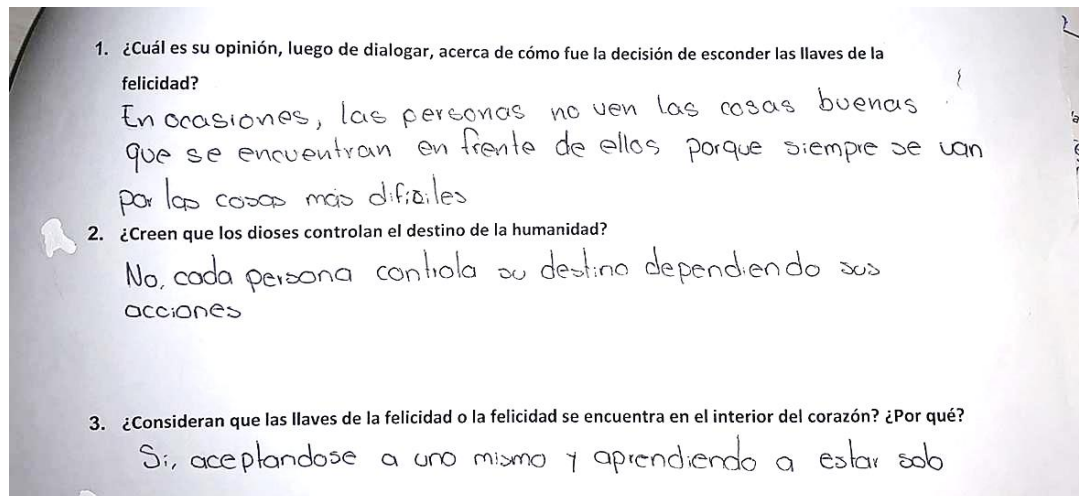 1. ¿Cuál es su opinión, luego de dialogar, acerca de cómo fue la decisión de esconder las llaves de la
felicidad?
En ocasiones, las personas no ven las cosas buenas
que se encuentran en frente de ellos porque siempre se van
por las cosas mas dificiles
2. ¿Creen que los dioses controlan el destino de la humanidad?
No, cada persona controla su destino dependiendo sus
acciones
3. ¿Consideran que las llaves de la felicidad o la felicidad se encuentra en el interior del corazón? ¿Por qué?
Si, aceptandose a uno mismo y aprendiendo a estar solo